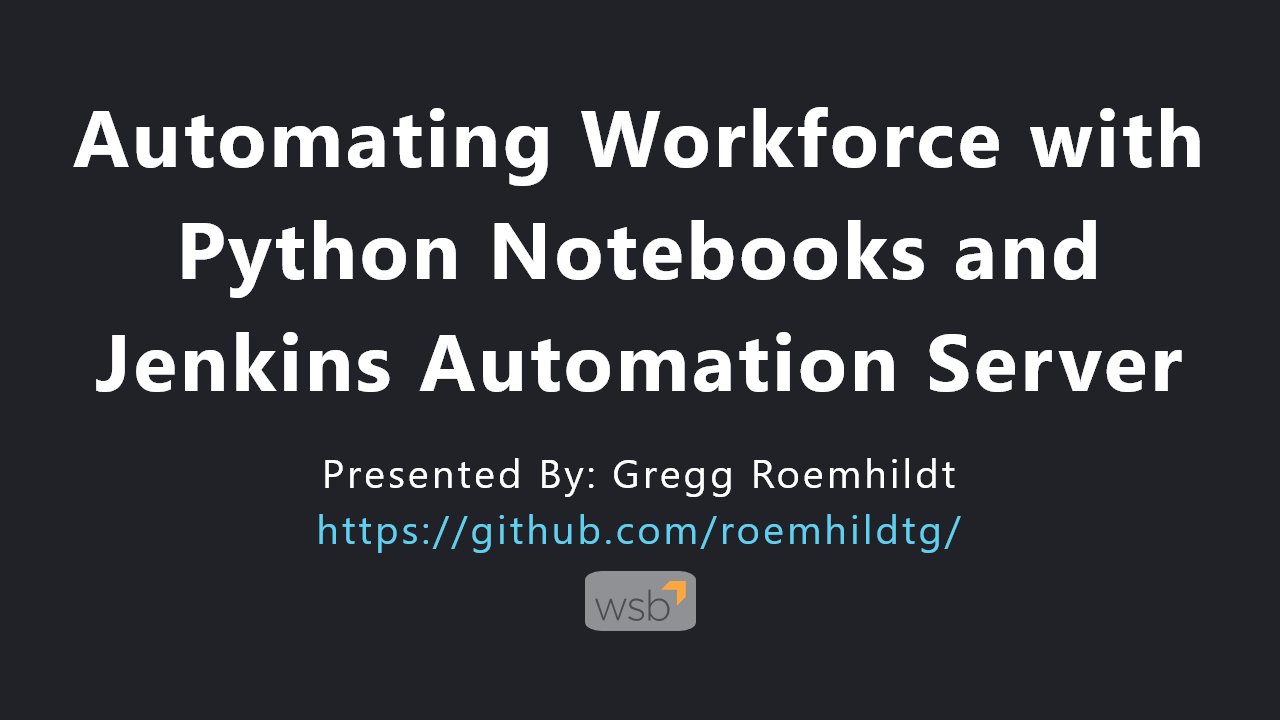 Automating Workforce with
Python Notebooks and
Jenkins Automation Server
Presented By: Gregg Roemhildt
https://github.com/roemhildtg/
wsb